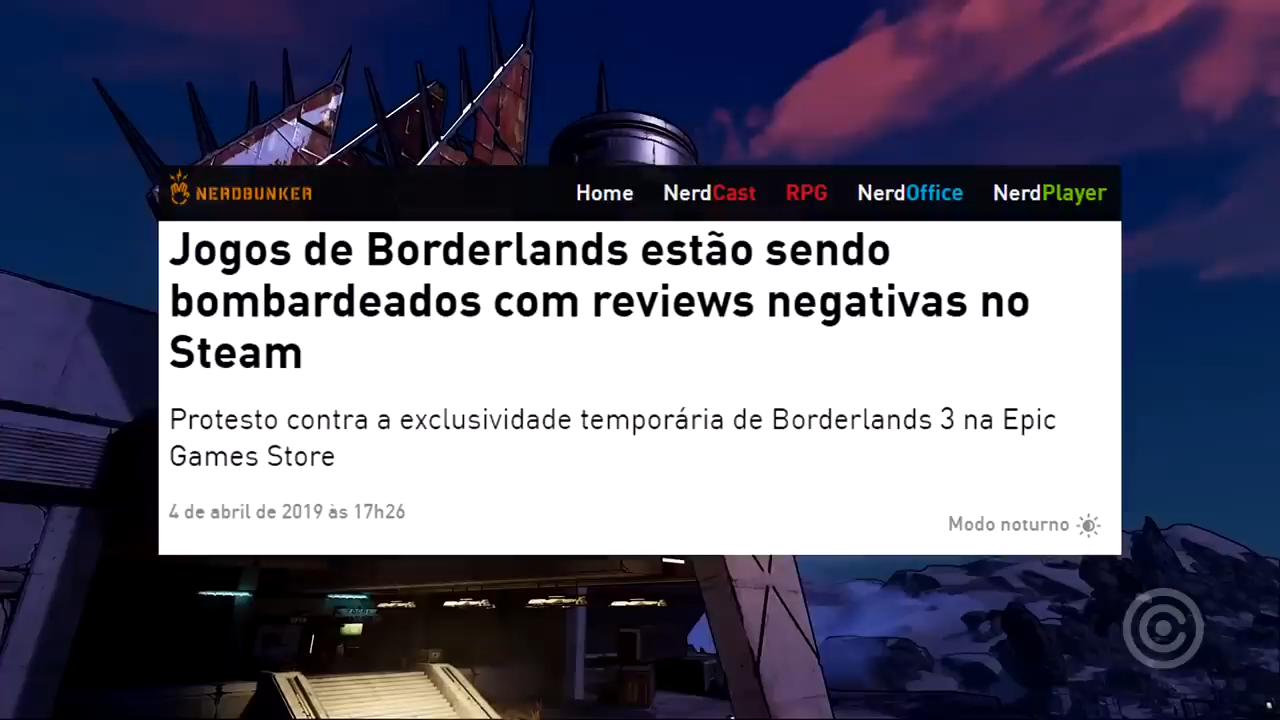 NERDBUNKER
Home NerdCast RPG NerdOffice NerdPlayer
Jogos de Borderlands estão sendo
bombardeados com reviews negativas no
Steam
Protesto contra a exclusividade temporária de Borderlands 3 na Epic
Games Store
4 de abril de 2019 às 17h26
Modo noturno